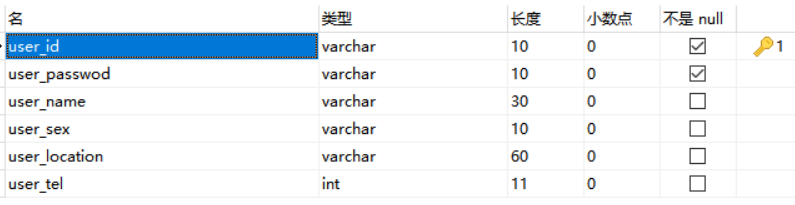 名 类型 长度 小数点 不是 null
user_id varchar 10 0 1
user_passwod varchar 10 0
user_name varchar 30 0
user_sex varchar 10 0
user_location varchar 60 0
user_tel int 11 0